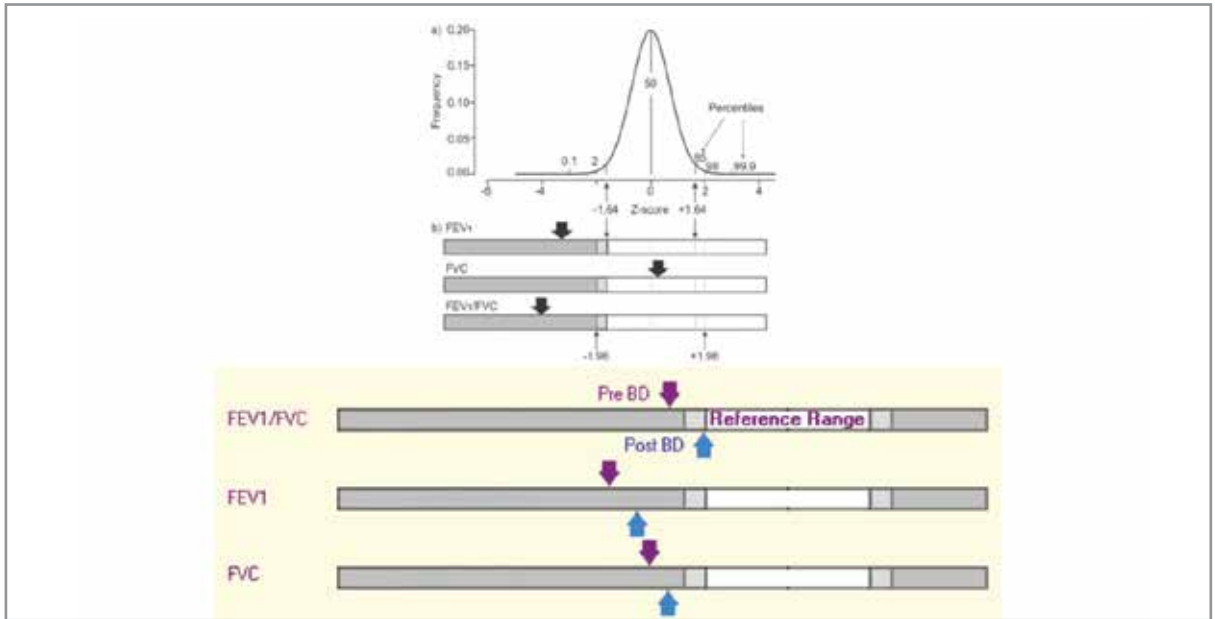 a)
0.20
0.15
0.10
0.05
0.00
Frequency
50
Percentiles
0.1 2 95 98 99.9
-6 -4 0 2 4
-1.64 Z-score +1.64
b) FEV₁
FVC
FEV₁/FVC
-1.96 +1.96
Pre BD
FEV1/FVC Reference Range
Post BD
FEV1
FVC